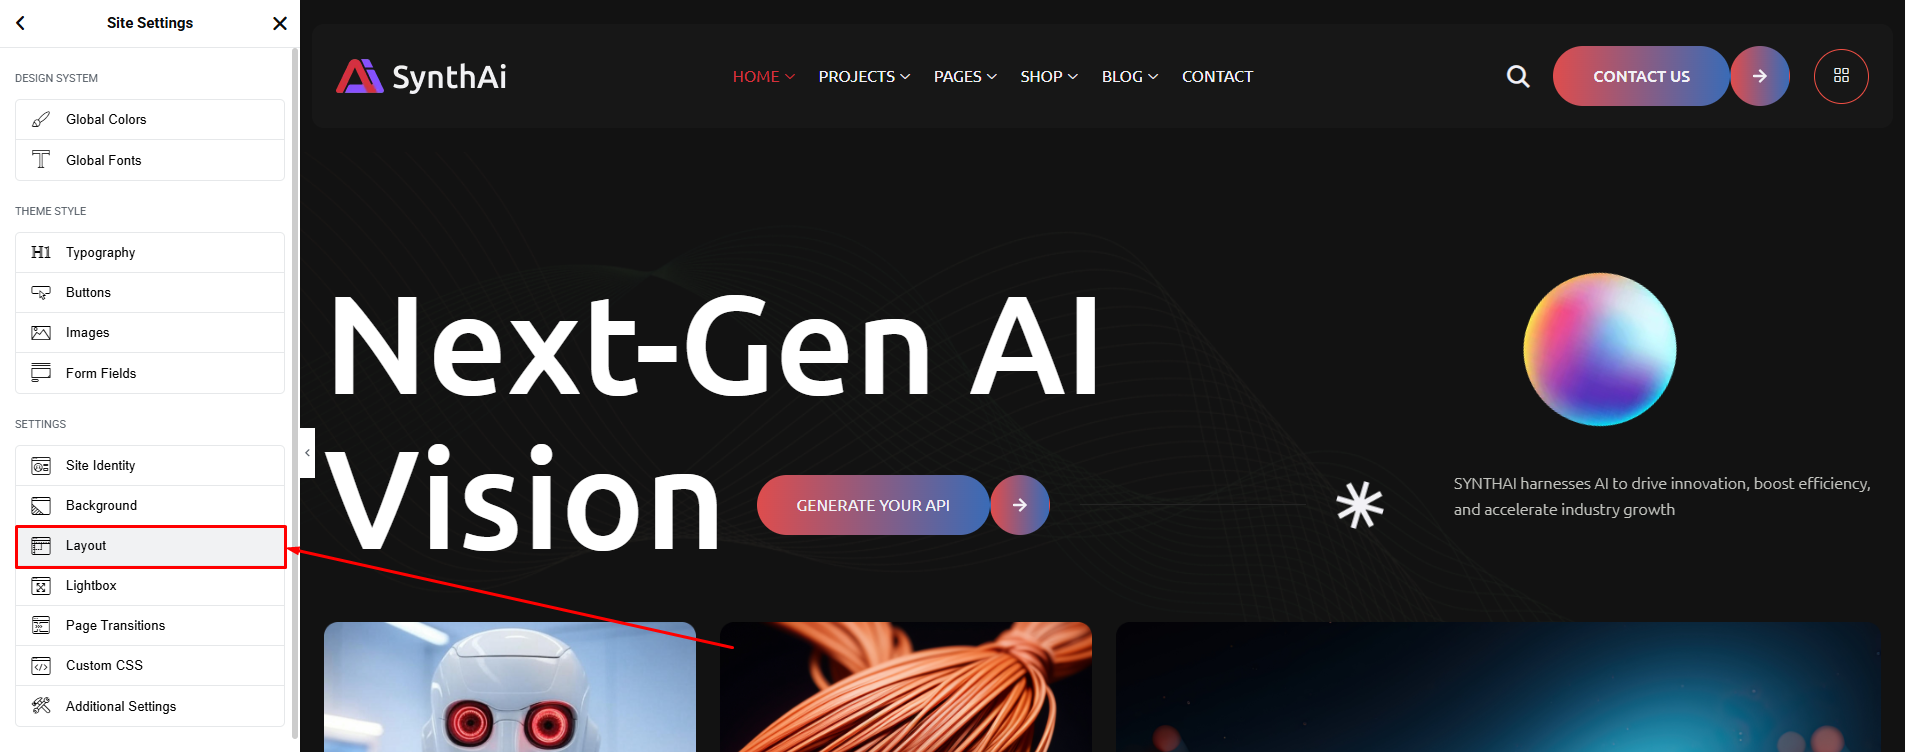 Site Settings
DESIGN SYSTEM
Global Colors
Global Fonts
THEME STYLE
H1 Typography
Buttons
Images
Form Fields
SETTINGS
Site Identity
Background
Layout
Lightbox
Page Transitions
Custom CSS
Additional Settings
SynthAi
HOME PROJECTS PAGES SHOP BLOG CONTACT
CONTACT US
Next-Gen AI
Vision
GENERATE YOUR API
SYNTHAI harnesses AI to drive innovation, boost efficiency,
and accelerate industry growth